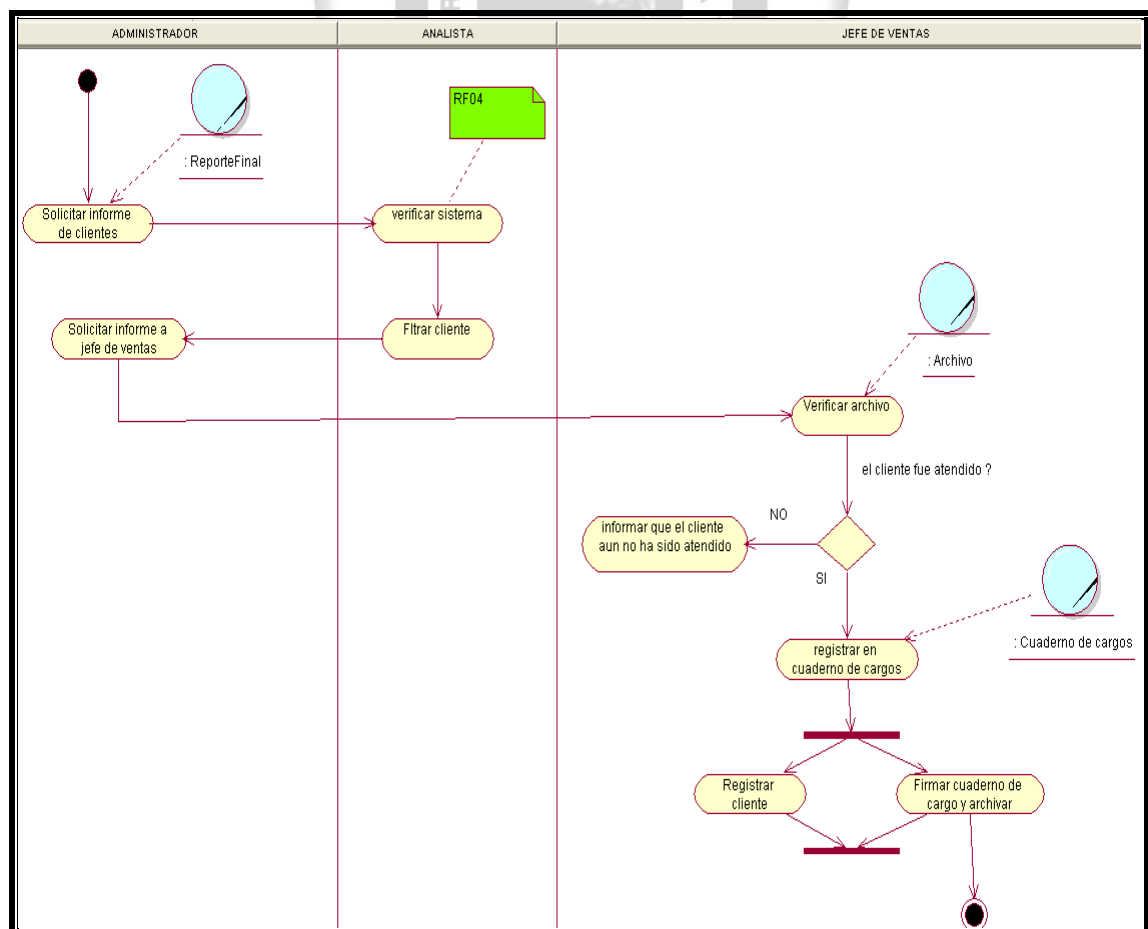 ADMINISTRADOR
ANALISTA
JEFE DE VENTAS
RF04
: ReporteFinal
Solicitar informe
de clientes
verificar sistema
Solicitar informe a
jefe de ventas
FItrar cliente
: Archivo
Verificar archivo
el cliente fue atendido ?
NO
informar que el cliente
aun no ha sido atendido
SI
: Cuaderno de cargos
registrar en
cuaderno de cargos
Registrar
cliente
Firmar cuaderno de
cargo y archivar